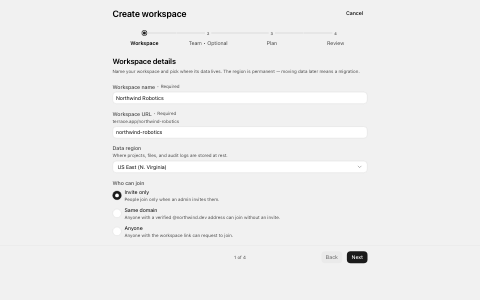 Create workspace
Cancel
2
3
4
Workspace
Team · Optional
Plan
Review
Workspace details
Name your workspace and pick where its data lives. The region is permanent — moving data later means a migration.
Workspace name · Required
Northwind Robotics
Workspace URL · Required
terrace.app/northwind-robotics
northwind-robotics
Data region
Where projects, files, and audit logs are stored at rest.
US East (N. Virginia)
Who can join
Invite only
People join only when an admin invites them.
Same domain
Anyone with a verified @northwind.dev address can join without an invite.
Anyone
Anyone with the workspace link can request to join.
1 of 4
Back
Next